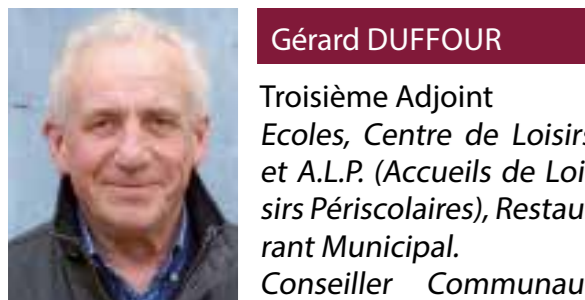 Gérard DUFFOUR
Troisième Adjoint
Ecoles, Centre de Loisirs
et A.L.P. (Accueils de Loi
sirs Périscolaires), Restau
rant Municipal.
Conseiller Communau